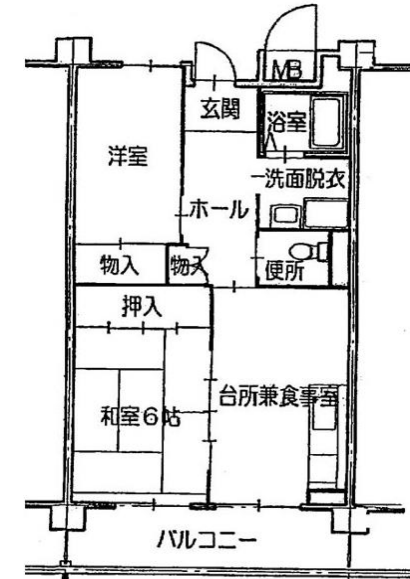 MB
玄関
浴室
洋室
洗面脱衣
ホール
物入
物入
便所
押入
台所兼食事室
和室6帖
バルコニー